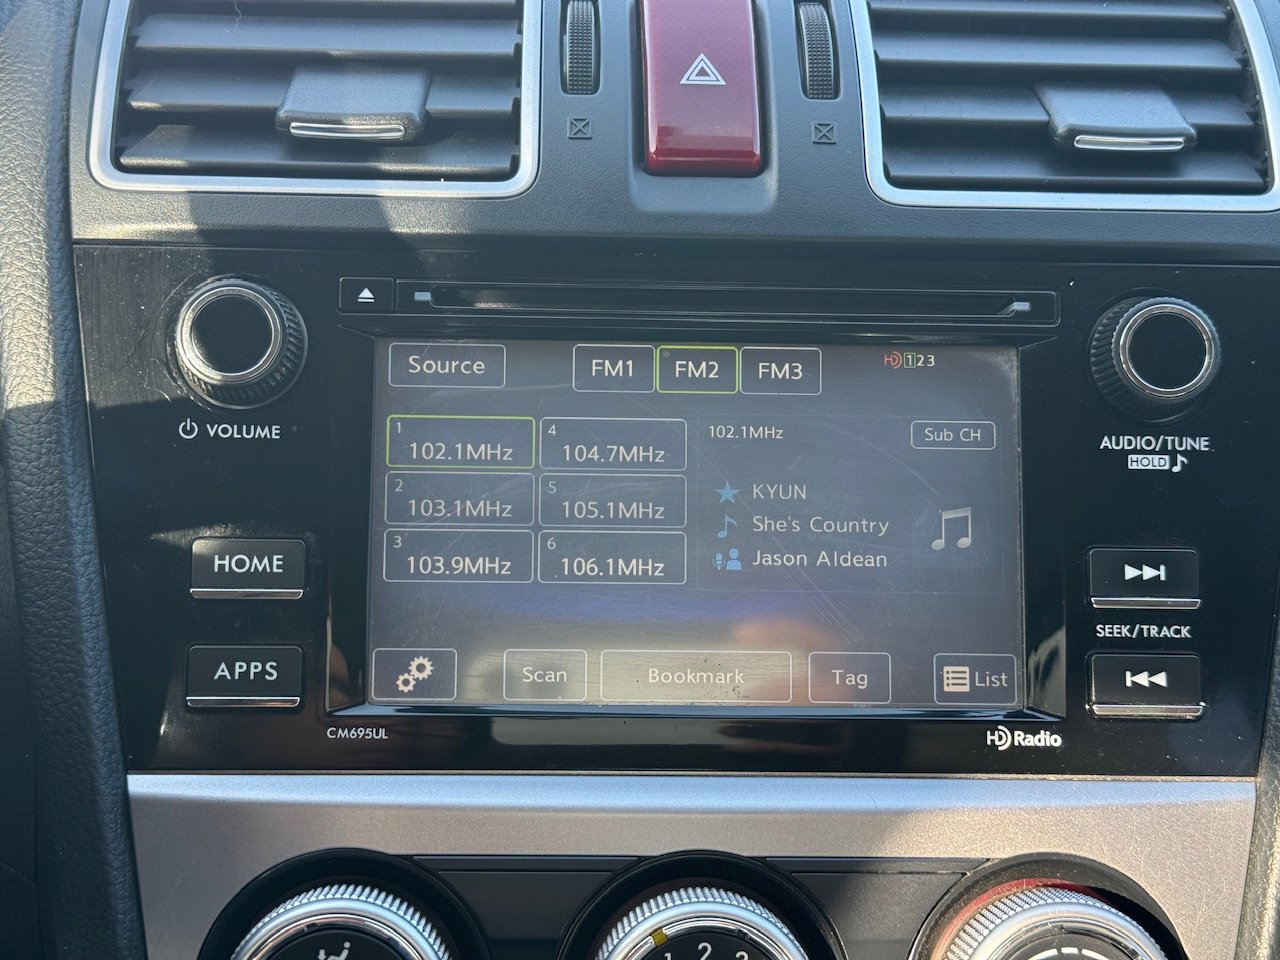 Source
FM1
FM2
FM3
HD 123
1
102.1MHz
4
104.7MHz
2
103.1MHz
5
105.1MHz
3
103.9MHz
6
106.1MHz
102.1MHz
Sub CH
KYUN
She's Country
Jason Aldean
Scan
Bookmark
Tag
List
VOLUME
HOME
APPS
AUDIO/TUNE
HOLD
SEEK/TRACK
CM695UL
HD Radio
1 2 3